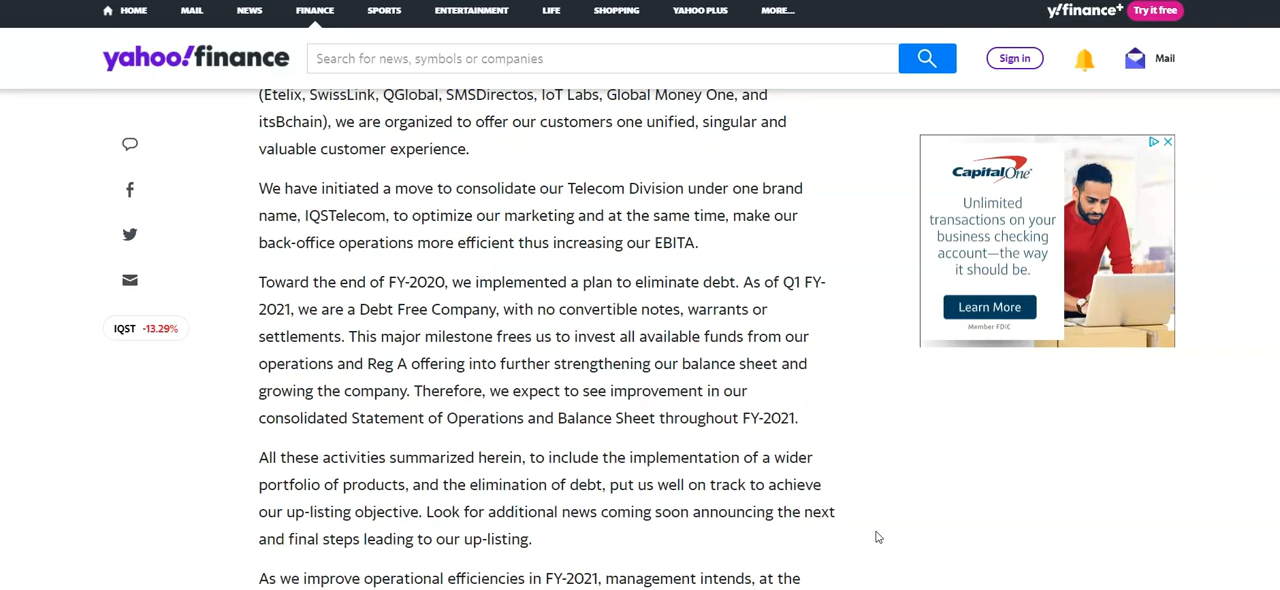 HOME MAIL NEWS FINANCE SPORTS ENTERTAINMENT LIFE SHOPPING YAHOO PLUS MORE... y!finance+ Try it free
yahoo!finance Search for news, symbols or companies Sign in Mail
(Etelix, SwissLink, QGlobal, SMSDirectos, IoT Labs, Global Money One, and
itsBchain), we are organized to offer our customers one unified, singular and
valuable customer experience.
We have initiated a move to consolidate our Telecom Division under one brand
name, IQSTelecom, to optimize our marketing and at the same time, make our
back-office operations more efficient thus increasing our EBITA.
Toward the end of FY-2020, we implemented a plan to eliminate debt. As of Q1 FY-
2021, we are a Debt Free Company, with no convertible notes, warrants or
settlements. This major milestone frees us to invest all available funds from our
operations and Reg A offering into further strengthening our balance sheet and
growing the company. Therefore, we expect to see improvement in our
consolidated Statement of Operations and Balance Sheet throughout FY-2021.
All these activities summarized herein, to include the implementation of a wider
portfolio of products, and the elimination of debt, put us well on track to achieve
our up-listing objective. Look for additional news coming soon announcing the next
and final steps leading to our up-listing.
As we improve operational efficiencies in FY-2021, management intends, at the
IQST -13.29%
Capital One
Unlimited
transactions on your
business checking
account—the way
it should be.
Learn More
Member FDIC